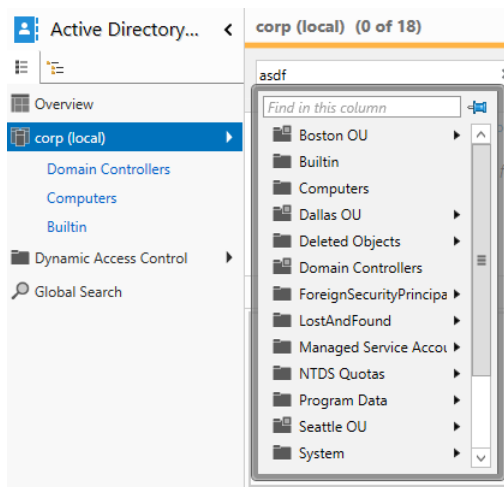 Active Directory...
Overview
corp (local)
Domain Controllers
Computers
Builtin
Dynamic Access Control
Global Search
corp (local) (0 of 18)
asdf
Find in this column
Boston OU
Builtin
Computers
Dallas OU
Deleted Objects
Domain Controllers
ForeignSecurityPrincipa
LostAndFound
Managed Service Accou
NTDS Quotas
Program Data
Seattle OU
System